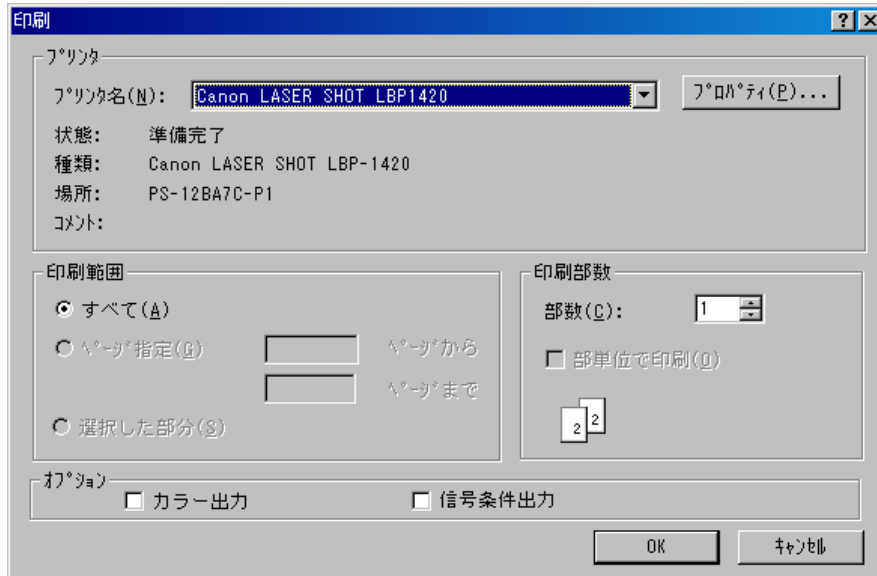 印刷
ﾌﾟﾘﾝﾀ
ﾌﾟﾘﾝﾀ名(N): Canon LASER SHOT LBP1420 ﾌﾟﾛﾊﾟﾃｨ(P)...
状態: 準備完了
種類: Canon LASER SHOT LBP-1420
場所: PS-12BA7C-P1
ｺﾒﾝﾄ:
印刷範囲
すべて(A)
ﾍﾟｰｼﾞ指定(G) ﾍﾟｰｼﾞから
ﾍﾟｰｼﾞまで
選択した部分(S)
印刷部数
部数(C): 1
部単位で印刷(O)
2 2
ｵﾌﾟｼｮﾝ
カラー出力 信号条件出力
OK ｷｬﾝｾﾙ